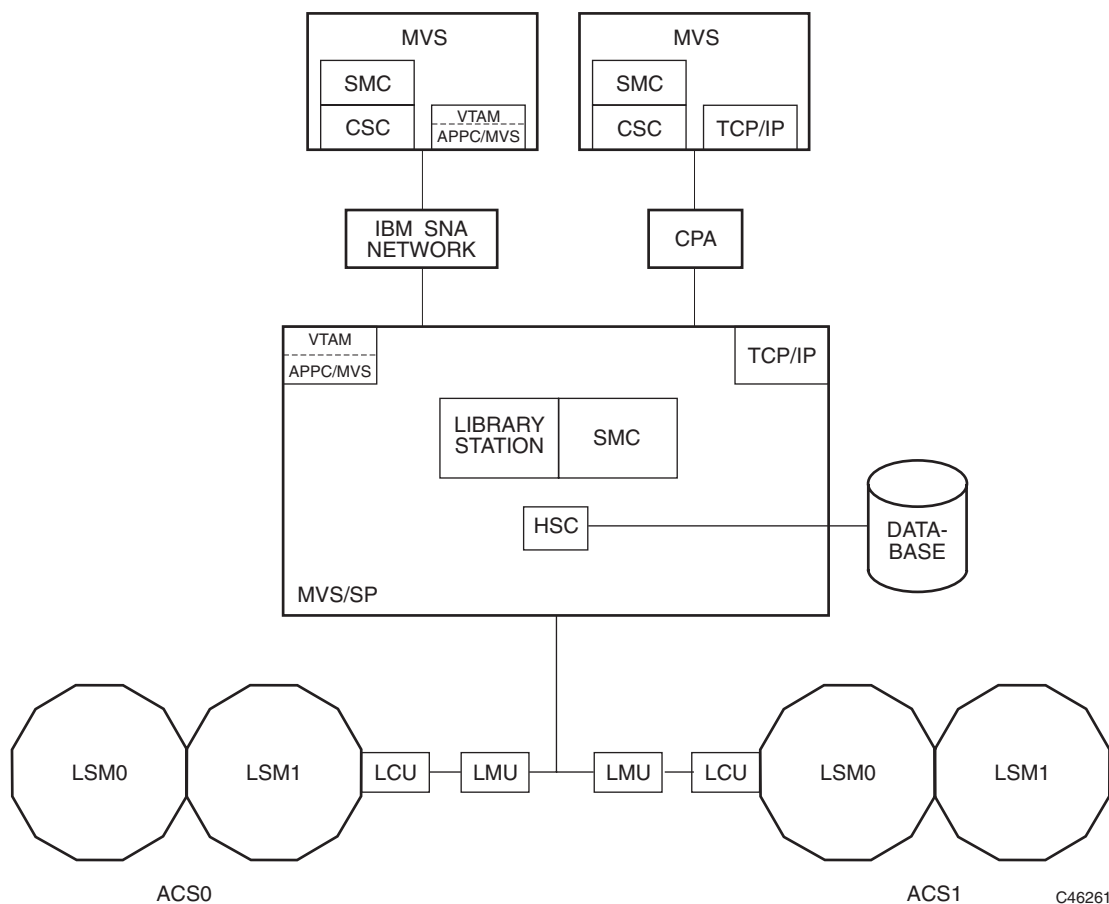 MVS
SMC
CSC
VTAM
APPC/MVS
MVS
SMC
CSC
TCP/IP
IBM SNA
NETWORK
CPA
VTAM
APPC/MVS
TCP/IP
LIBRARY
STATION
SMC
HSC
DATA-
BASE
MVS/SP
LSM0
LSM1
LCU
LMU
LMU
LCU
LSM0
LSM1
ACS0
ACS1
C46261